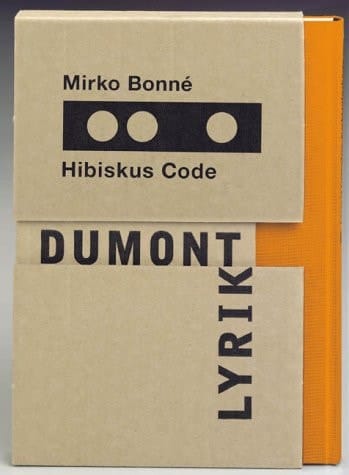 Mirko Bonné
Hibiskus Code
DUMONT
LYRIK